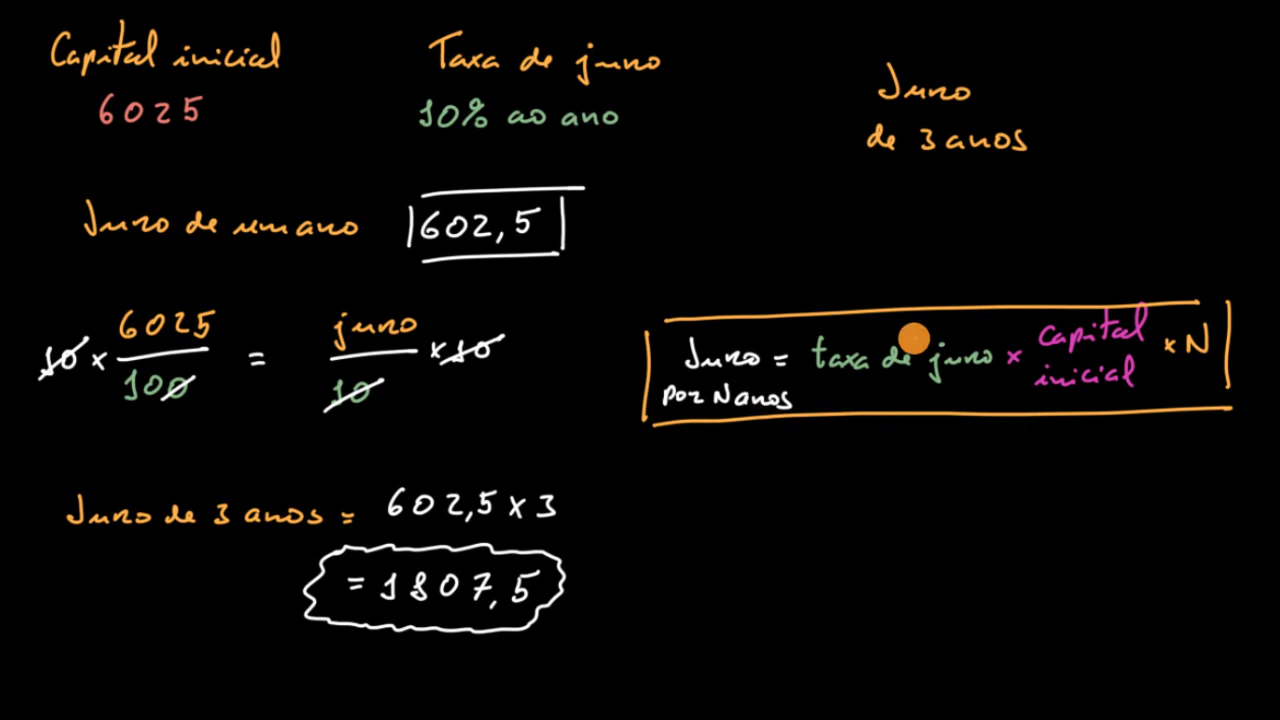 Capital inicial
6025
Taxa de juro
10% ao ano
Juro
de 3 anos
Juro de um ano 602,5
10 × 6025/100 = juro/10 × 10
Juro por N anos = taxa de juro × capital inicial × N
Juro de 3 anos = 602,5 × 3
= 1807,5